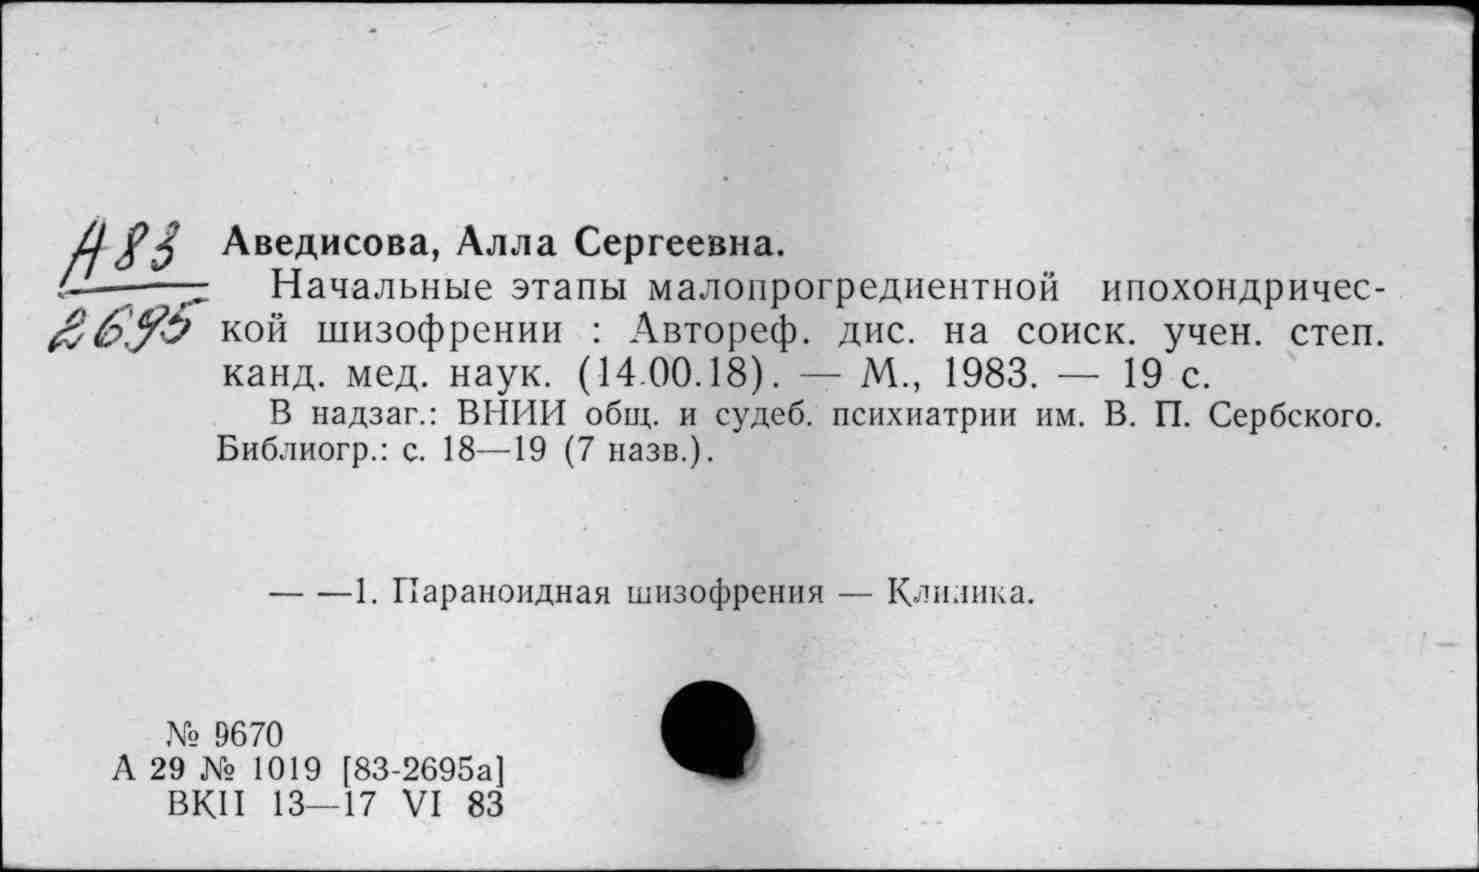 А83
2695
Аведисова, Алла Сергеевна.
Начальные этапы малопрогредиентной ипохондричес-
кой шизофрении : Автореф. дис. на соиск. учен. степ.
канд. мед. наук. (14.00.18). — М., 1983. — 19 с.
В надзаг.: ВНИИ общ. и судеб. психиатрии им. В. П. Сербского.
Библиогр.: с. 18—19 (7 назв.).
— —1. Параноидная шизофрения — Клиника.
№ 9670
А 29 № 1019 [83-2695а]
ВКП 13—17 VI 83